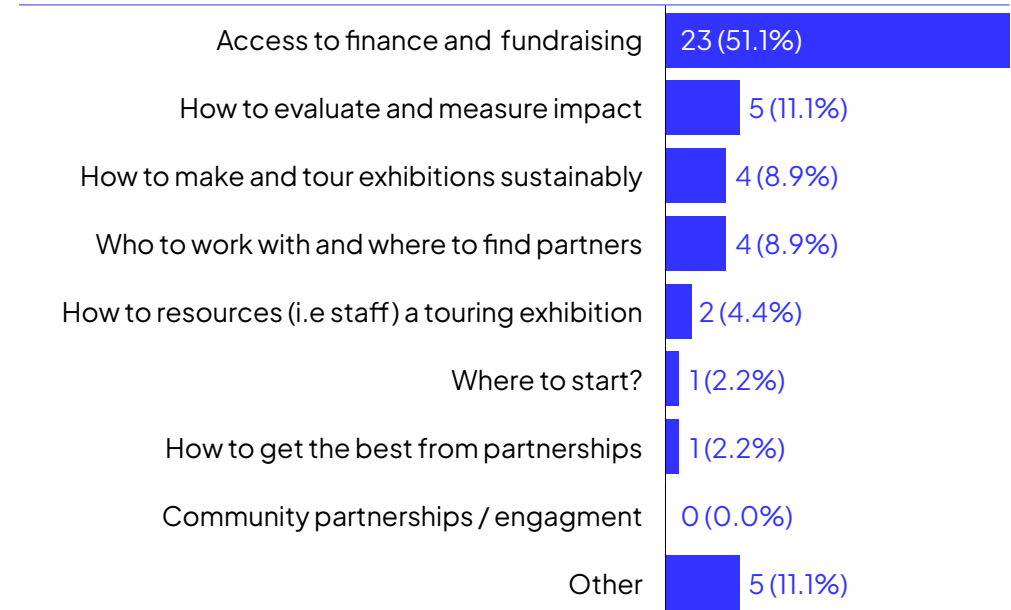 Access to finance and fundraising 23 (51.1%)
How to evaluate and measure impact 5 (11.1%)
How to make and tour exhibitions sustainably 4 (8.9%)
Who to work with and where to find partners 4 (8.9%)
How to resources (i.e staff) a touring exhibition 2 (4.4%)
Where to start? 1 (2.2%)
How to get the best from partnerships 1 (2.2%)
Community partnerships / engagment 0 (0.0%)
Other 5 (11.1%)